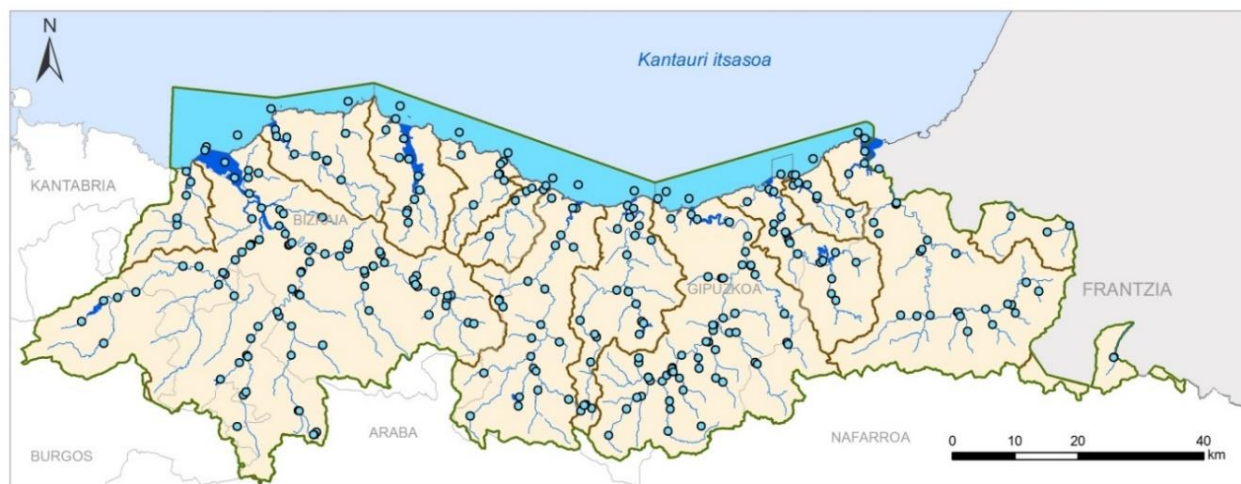 N
Kantauri itsasoa
KANTABRIA
BIZKAIA
GIPUZKOA
FRANTZIA
ARABA
NAFARROA
BURGOS
0 10 20 40
km